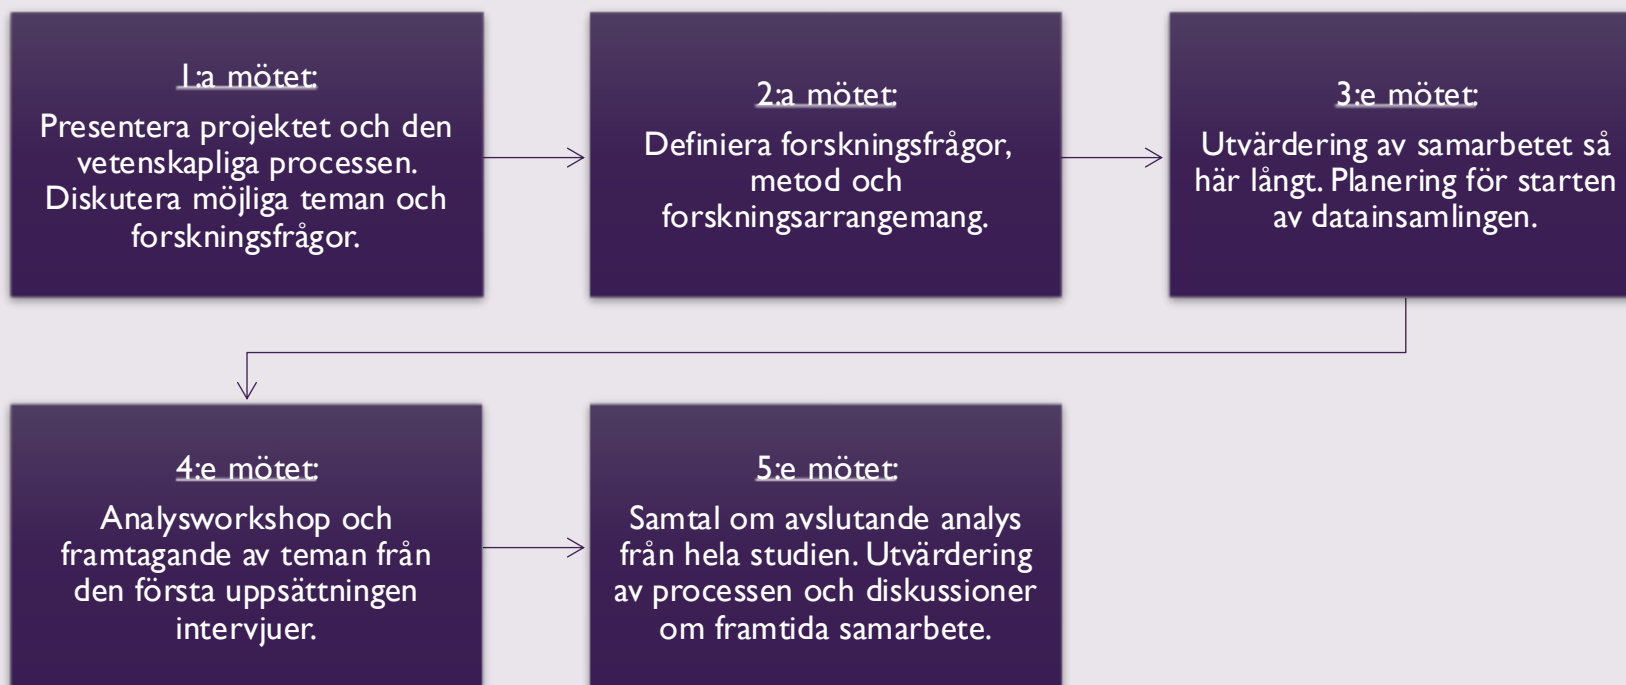 1:a mötet:
Presentera projektet och den
vetenskapliga processen.
Diskutera möjliga teman och
forskningsfrågor.
2:a mötet:
Definiera forskningsfrågor,
metod och
forskningsarrangemang.
3:e mötet:
Utvärdering av samarbetet så
här långt. Planering för starten
av datainsamlingen.
4:e mötet:
Analysworkshop och
framtagande av teman från
den första uppsättningen
intervjuer.
5:e mötet:
Samtal om avslutande analys
från hela studien. Utvärdering
av processen och diskussioner
om framtida samarbete.